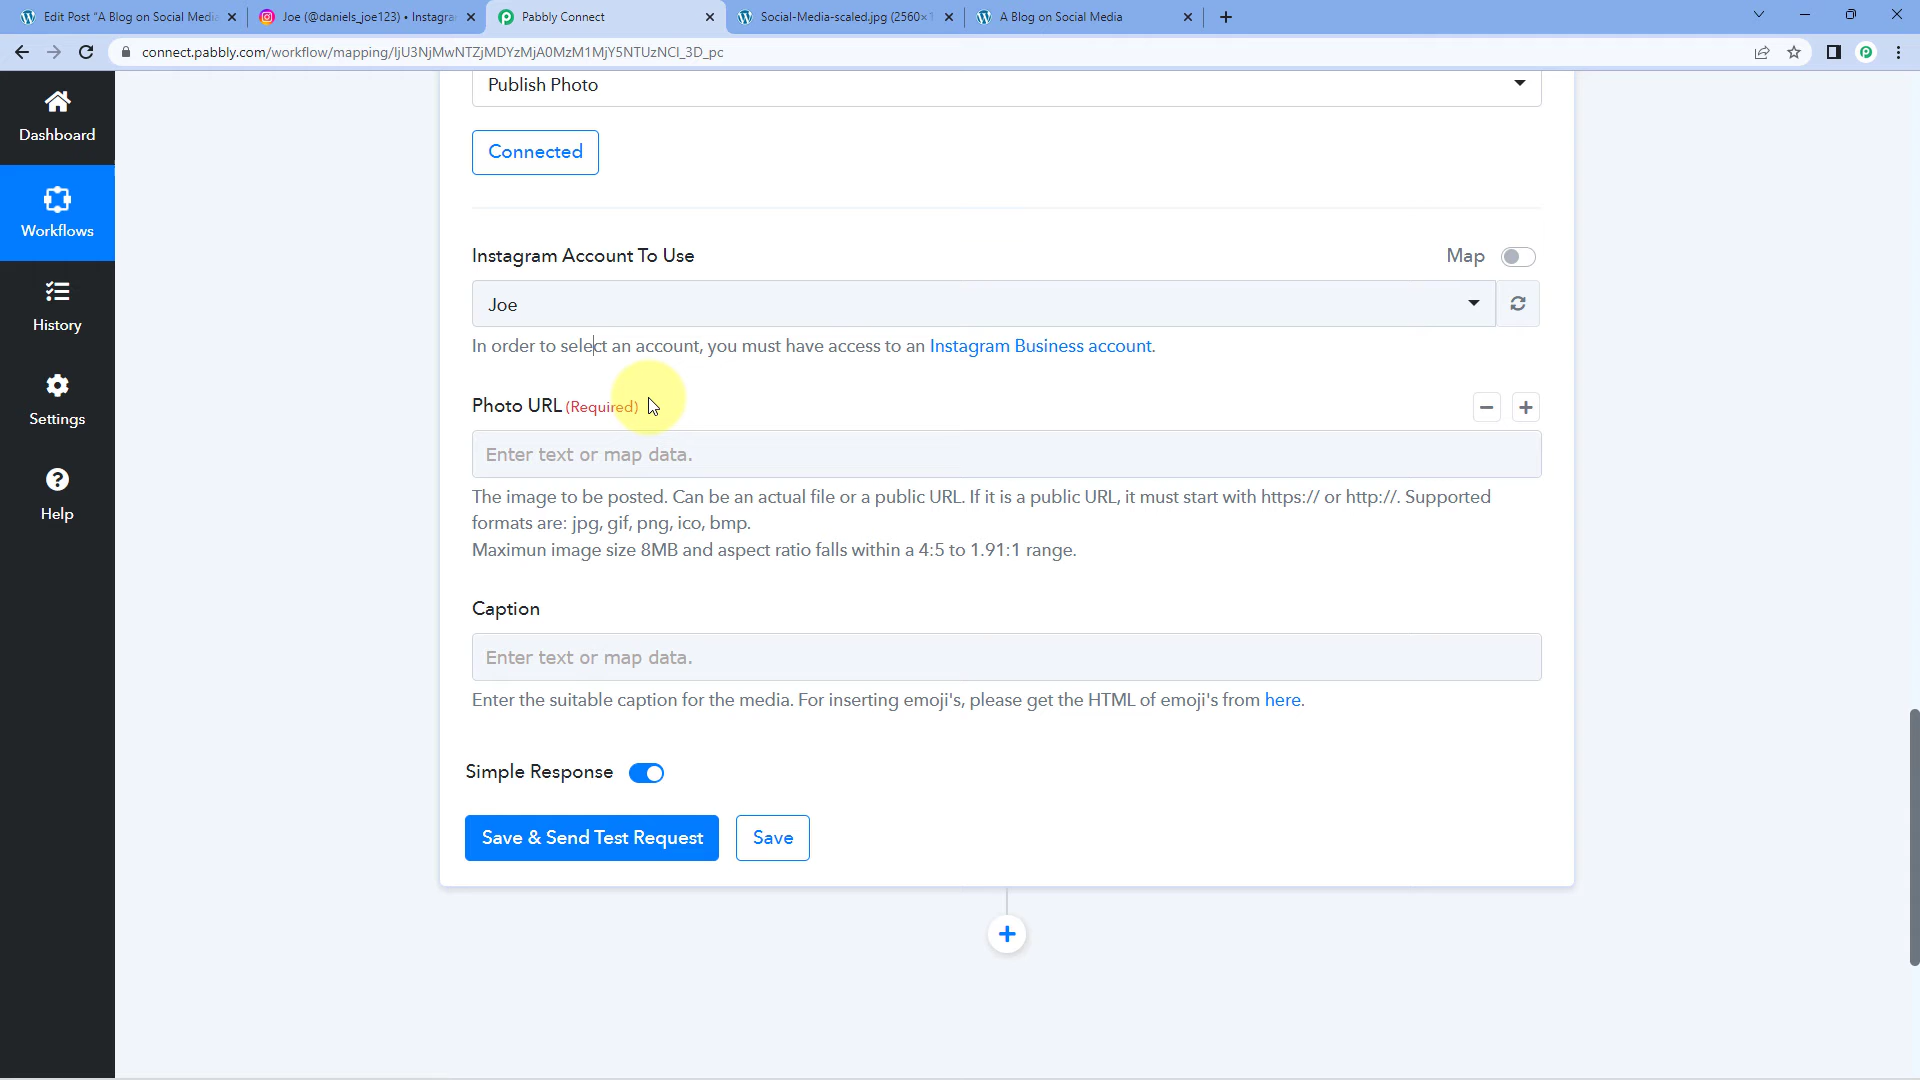 Edit Post "A Blog on Social Media
Joe (@daniels_joe123) • Instagra
Pabbly Connect
Social-Media-scaled.jpg (2560×1
A Blog on Social Media
connect.pabbly.com/workflow/mapping/
Publish Photo
Dashboard
Connected
Workflows
Instagram Account To Use
Map
Joe
History
In order to select an account, you must have access to an Instagram Business account.
Photo URL (Required)
Settings
Enter text or map data.
The image to be posted. Can be an actual file or a public URL. If it is a public URL, it must start with https:// or http://. Supported
formats are: jpg, gif, png, ico, bmp.
Help
Maximun image size 8MB and aspect ratio falls within a 4:5 to 1.91:1 range.
Caption
Enter text or map data.
Enter the suitable caption for the media. For inserting emoji's, please get the HTML of emoji's from here.
Simple Response
Save & Send Test Request
Save